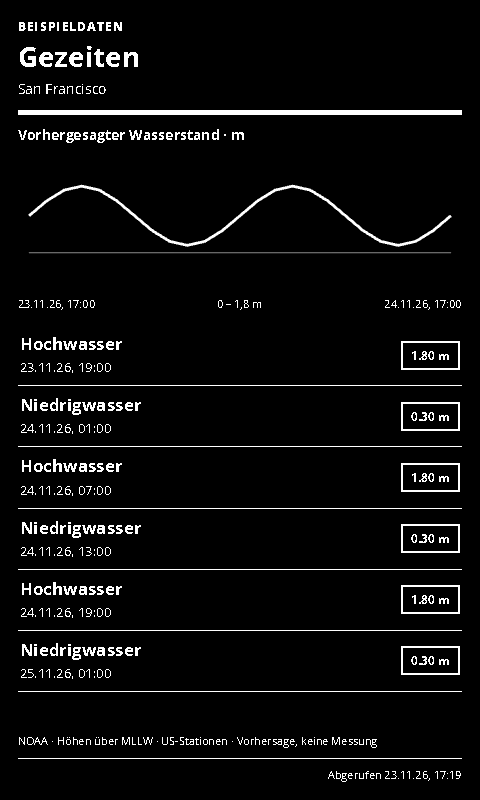 BEISPIELDATEN
Gezeiten
San Francisco
Vorhergesagter Wasserstand · m
23.11.26, 17:00 0 – 1,8 m 24.11.26, 17:00
Hochwasser
23.11.26, 19:00
1.80 m
Niedrigwasser
24.11.26, 01:00
0.30 m
Hochwasser
24.11.26, 07:00
1.80 m
Niedrigwasser
24.11.26, 13:00
0.30 m
Hochwasser
24.11.26, 19:00
1.80 m
Niedrigwasser
25.11.26, 01:00
0.30 m
NOAA · Höhen über MLLW · US-Stationen · Vorhersage, keine Messung
Abgerufen 23.11.26, 17:19